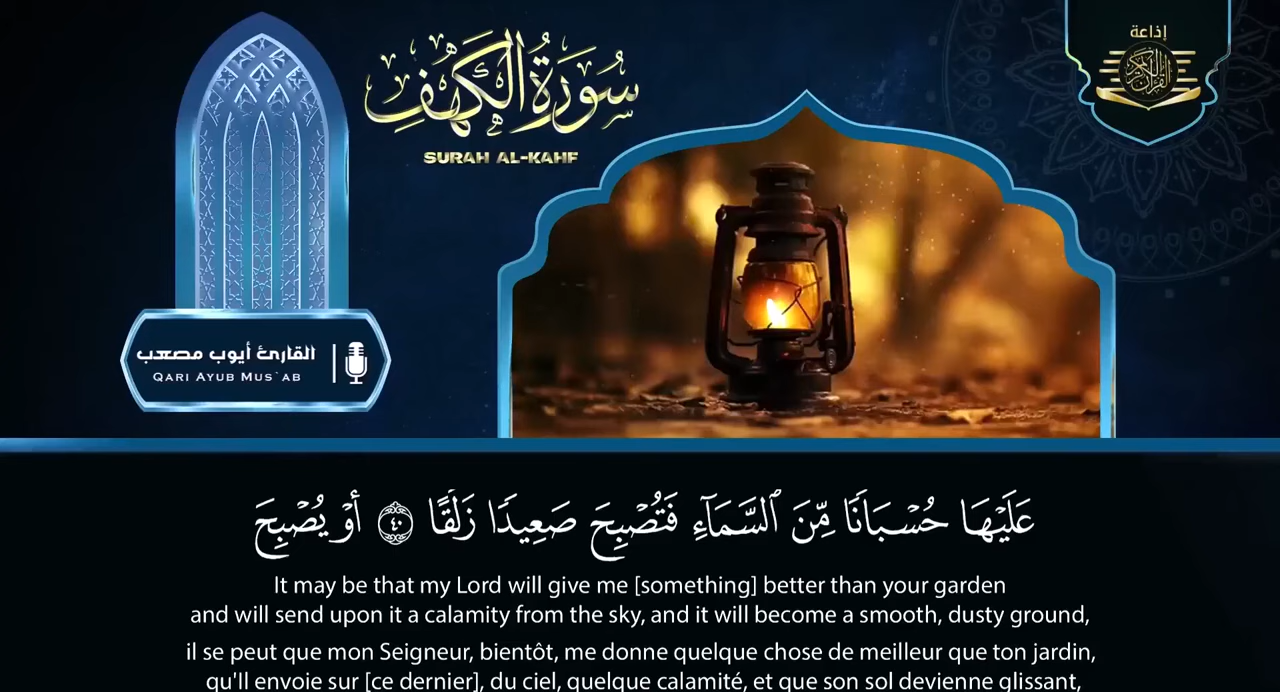 سُورَةُ الكَهْفِ
SURAH AL-KAHF
إذاعة
القرآن الكريم
القارئ أيوب مصعب
QARI AYUB MUS`AB
عَلَيْهَا حُسْبَانًا مِّنَ ٱلسَّمَآءِ فَتُصْبِحَ صَعِيدًا زَلَقًا ٤٠ أَوْ يُصْبِحَ
It may be that my Lord will give me [something] better than your garden
and will send upon it a calamity from the sky, and it will become a smooth, dusty ground,
il se peut que mon Seigneur, bientôt, me donne quelque chose de meilleur que ton jardin,
qu'Il envoie sur [ce dernier], du ciel, quelque calamité, et que son sol devienne glissant,